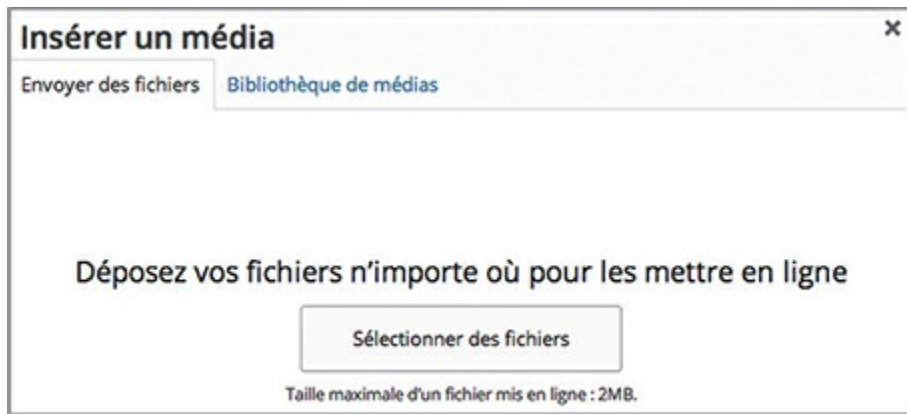 Insérer un média
Envoyer des fichiers Bibliothèque de médias
Déposez vos fichiers n'importe où pour les mettre en ligne
Sélectionner des fichiers
Taille maximale d'un fichier mis en ligne : 2MB.